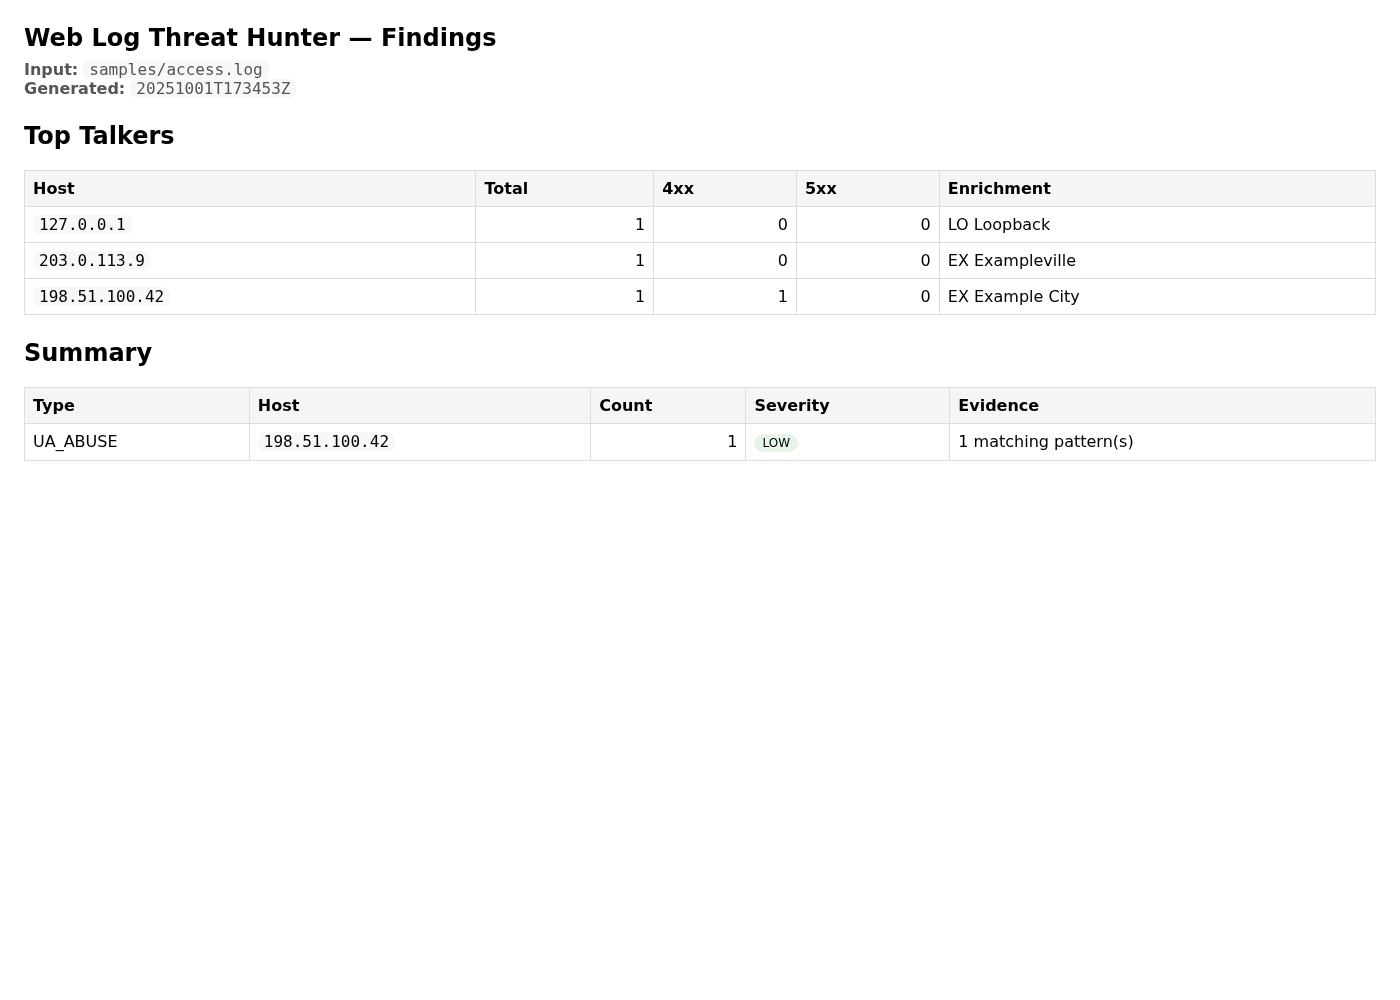 Web Log Threat Hunter — Findings
Input: samples/access.log
Generated: 20251001T173453Z
Top Talkers
Host Total 4xx 5xx Enrichment
127.0.0.1 1 0 0 LO Loopback
203.0.113.9 1 0 0 EX Exampleville
198.51.100.42 1 1 0 EX Example City
Summary
Type Host Count Severity Evidence
UA_ABUSE 198.51.100.42 1 LOW 1 matching pattern(s)